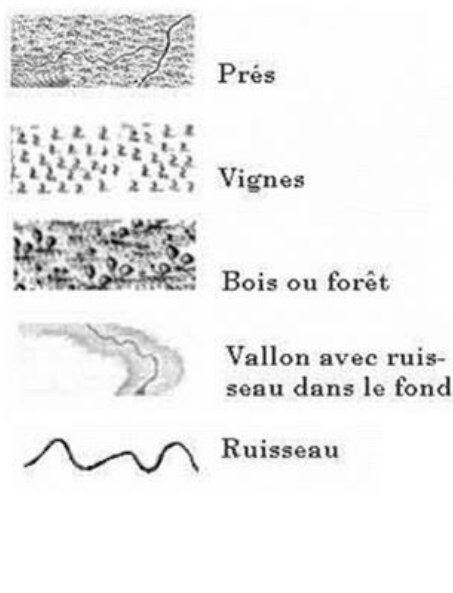 Prés
Vignes
Bois ou forêt
Vallon avec ruis-
seau dans le fond
Ruisseau